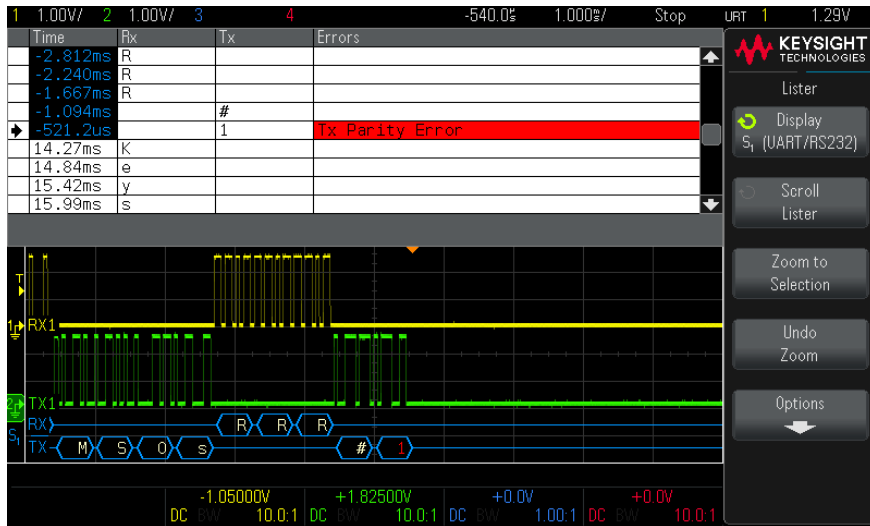 1 1.00V/ 2 1.00V/ 3 4 -540.0us 1.000ms/ Stop URT 1 1.29V
Time Rx Tx Errors
-2.812ms R
-2.240ms R
-1.667ms R
-1.094ms #
-521.2us 1 Tx Parity Error
14.27ms K
14.84ms e
15.42ms y
15.99ms s
KEYSIGHT
TECHNOLOGIES
Lister
Display
S1 (UART/RS232)
Scroll
Lister
Zoom to
Selection
Undo
Zoom
Options
T
1 RX1
2 TX1
S1
RX R R R
TX M S O s # 1
-1.05000V +1.82500V +0.0V +0.0V
DC BW 10.0:1 DC BW 10.0:1 DC BW 1.00:1 DC BW 10.0:1